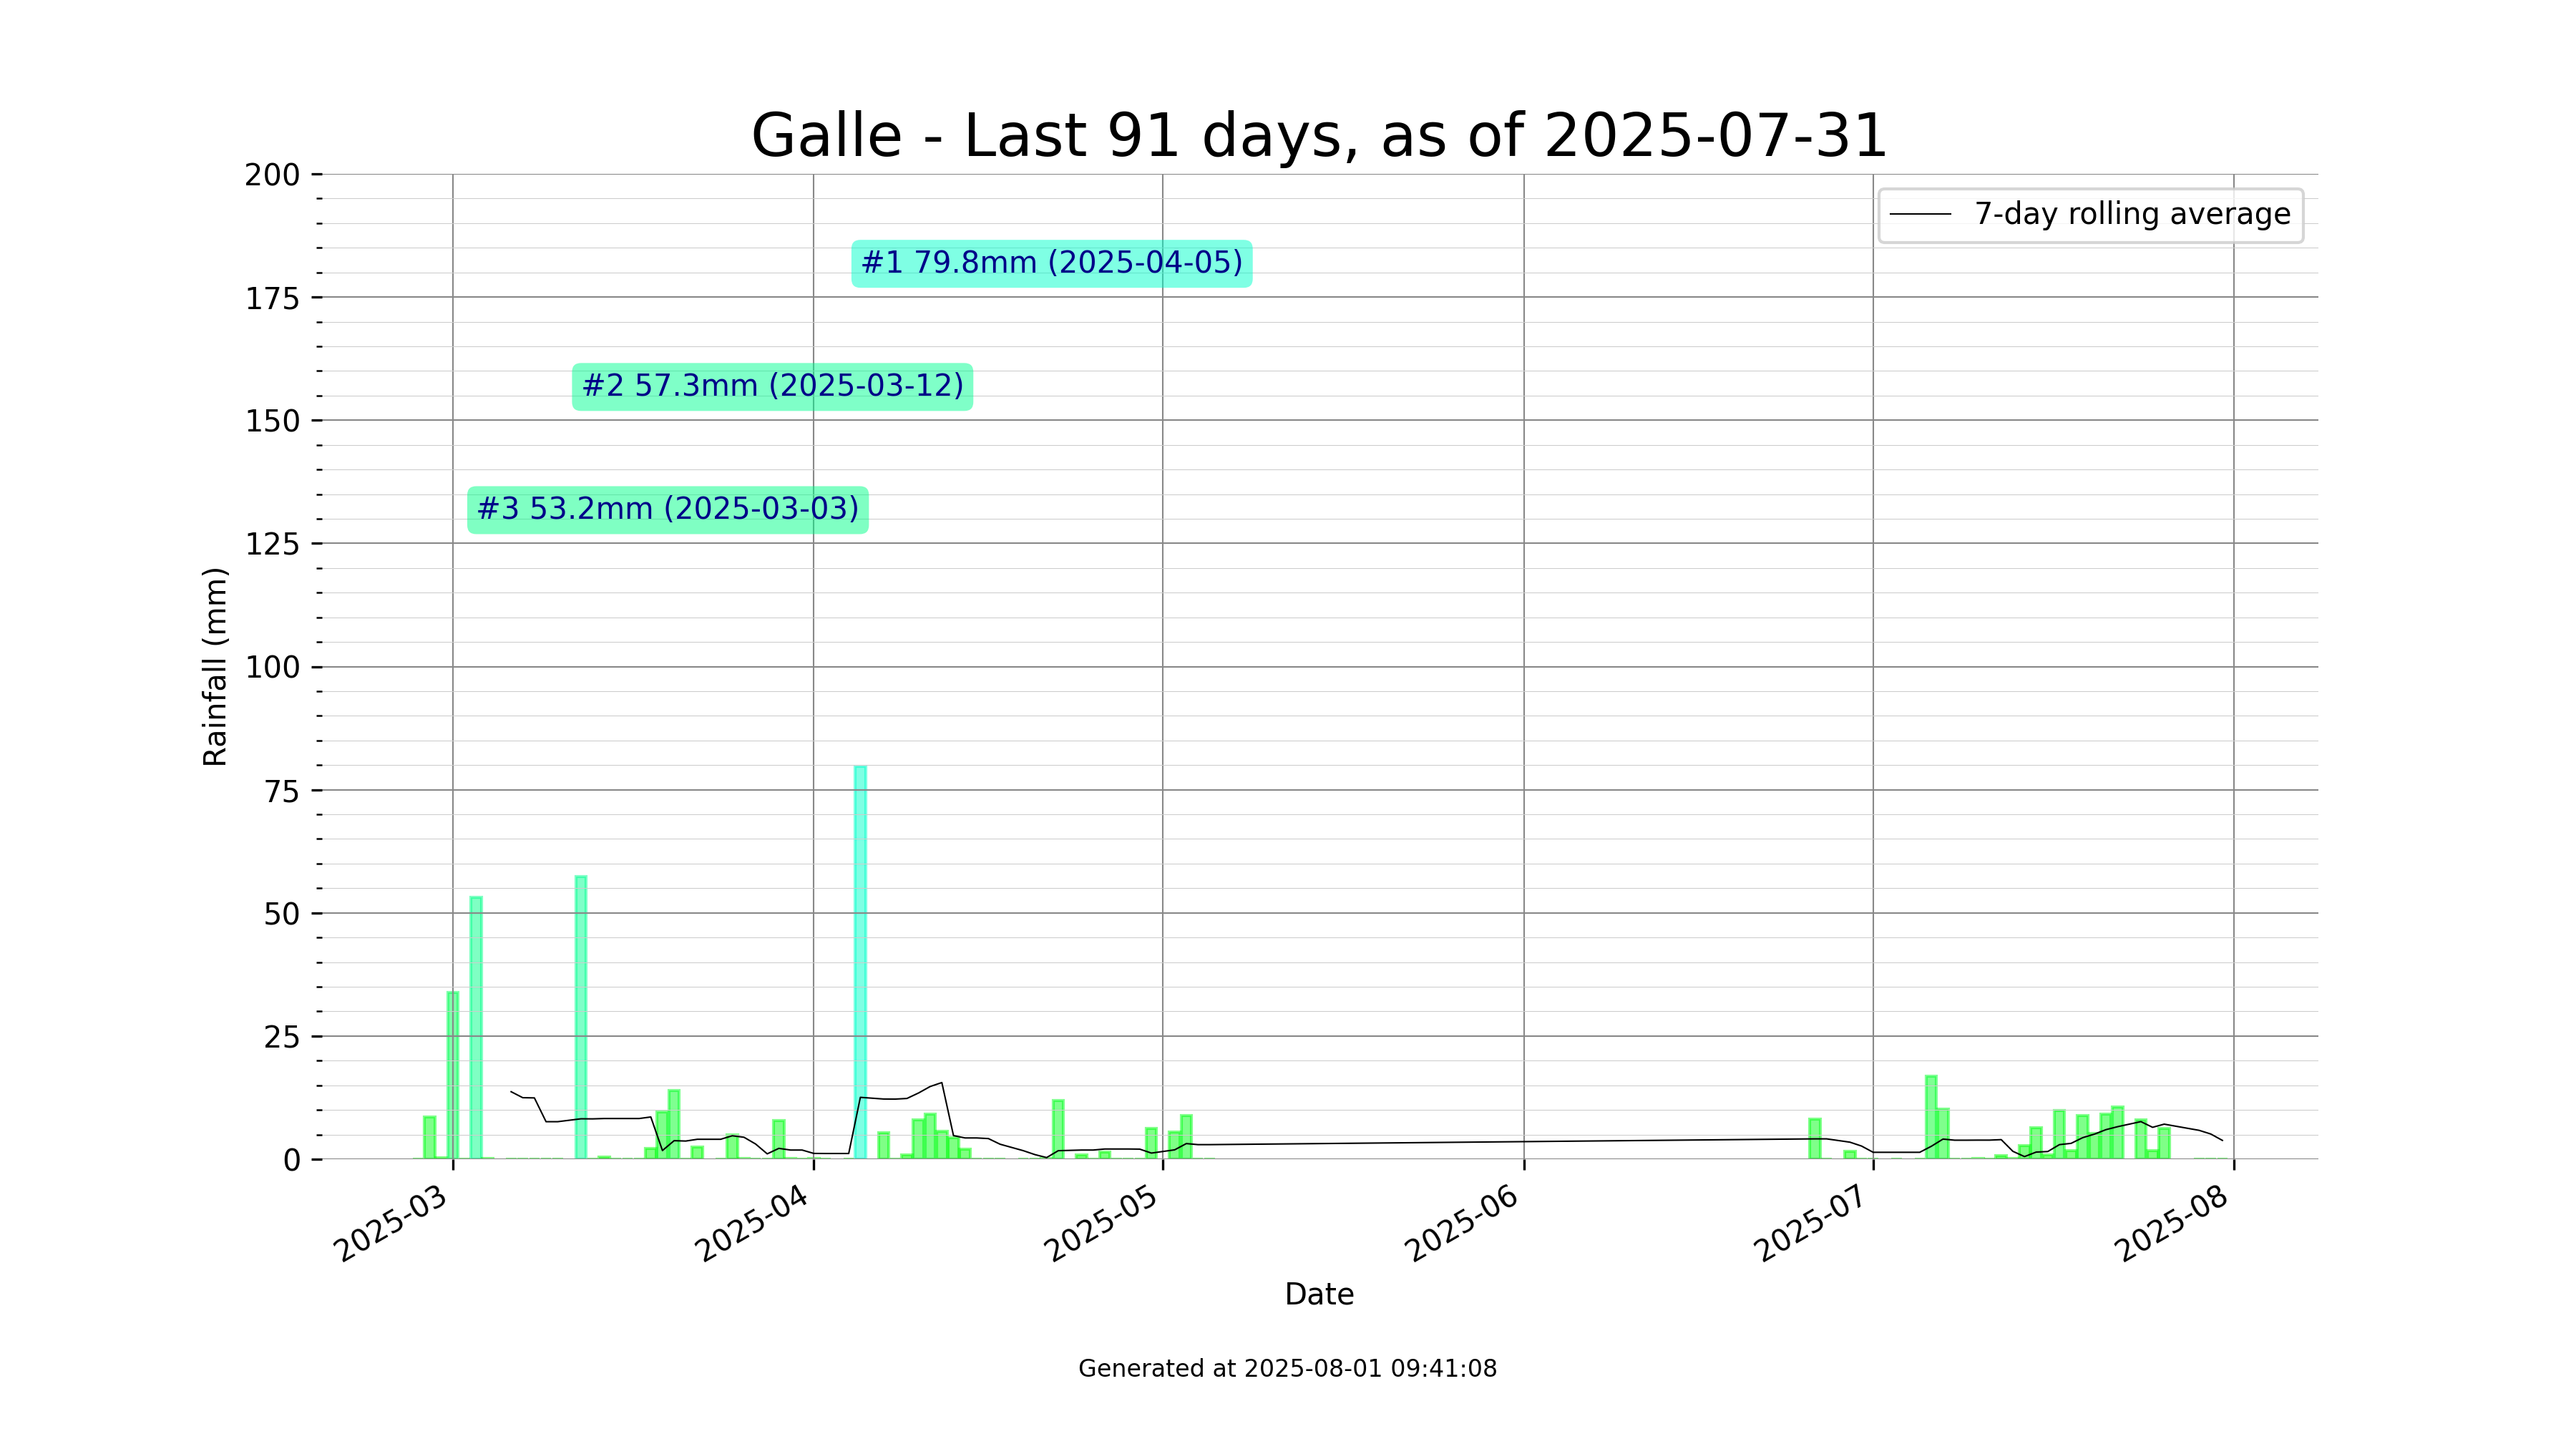 Galle - Last 91 days, as of 2025-07-31
7-day rolling average
#1 79.8mm (2025-04-05)
#2 57.3mm (2025-03-12)
#3 53.2mm (2025-03-03)
Rainfall (mm)
200
175
150
125
100
75
50
25
0
2025-03
2025-04
2025-05
2025-06
2025-07
2025-08
Date
Generated at 2025-08-01 09:41:08